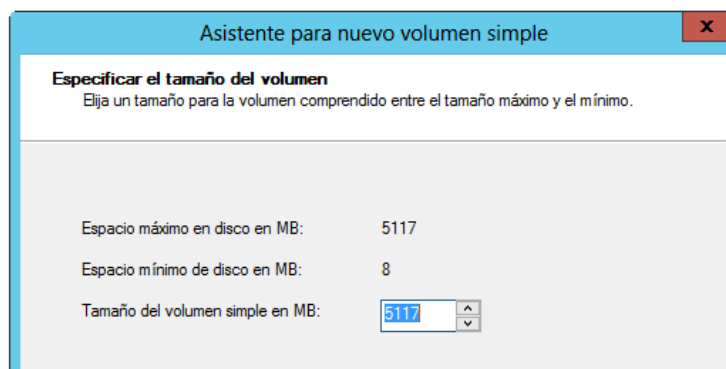 Asistente para nuevo volumen simple
x
Especificar el tamaño del volumen
Elija un tamaño para la volumen comprendido entre el tamaño máximo y el mínimo.
Espacio máximo en disco en MB: 5117
Espacio mínimo de disco en MB: 8
Tamaño del volumen simple en MB: 5117